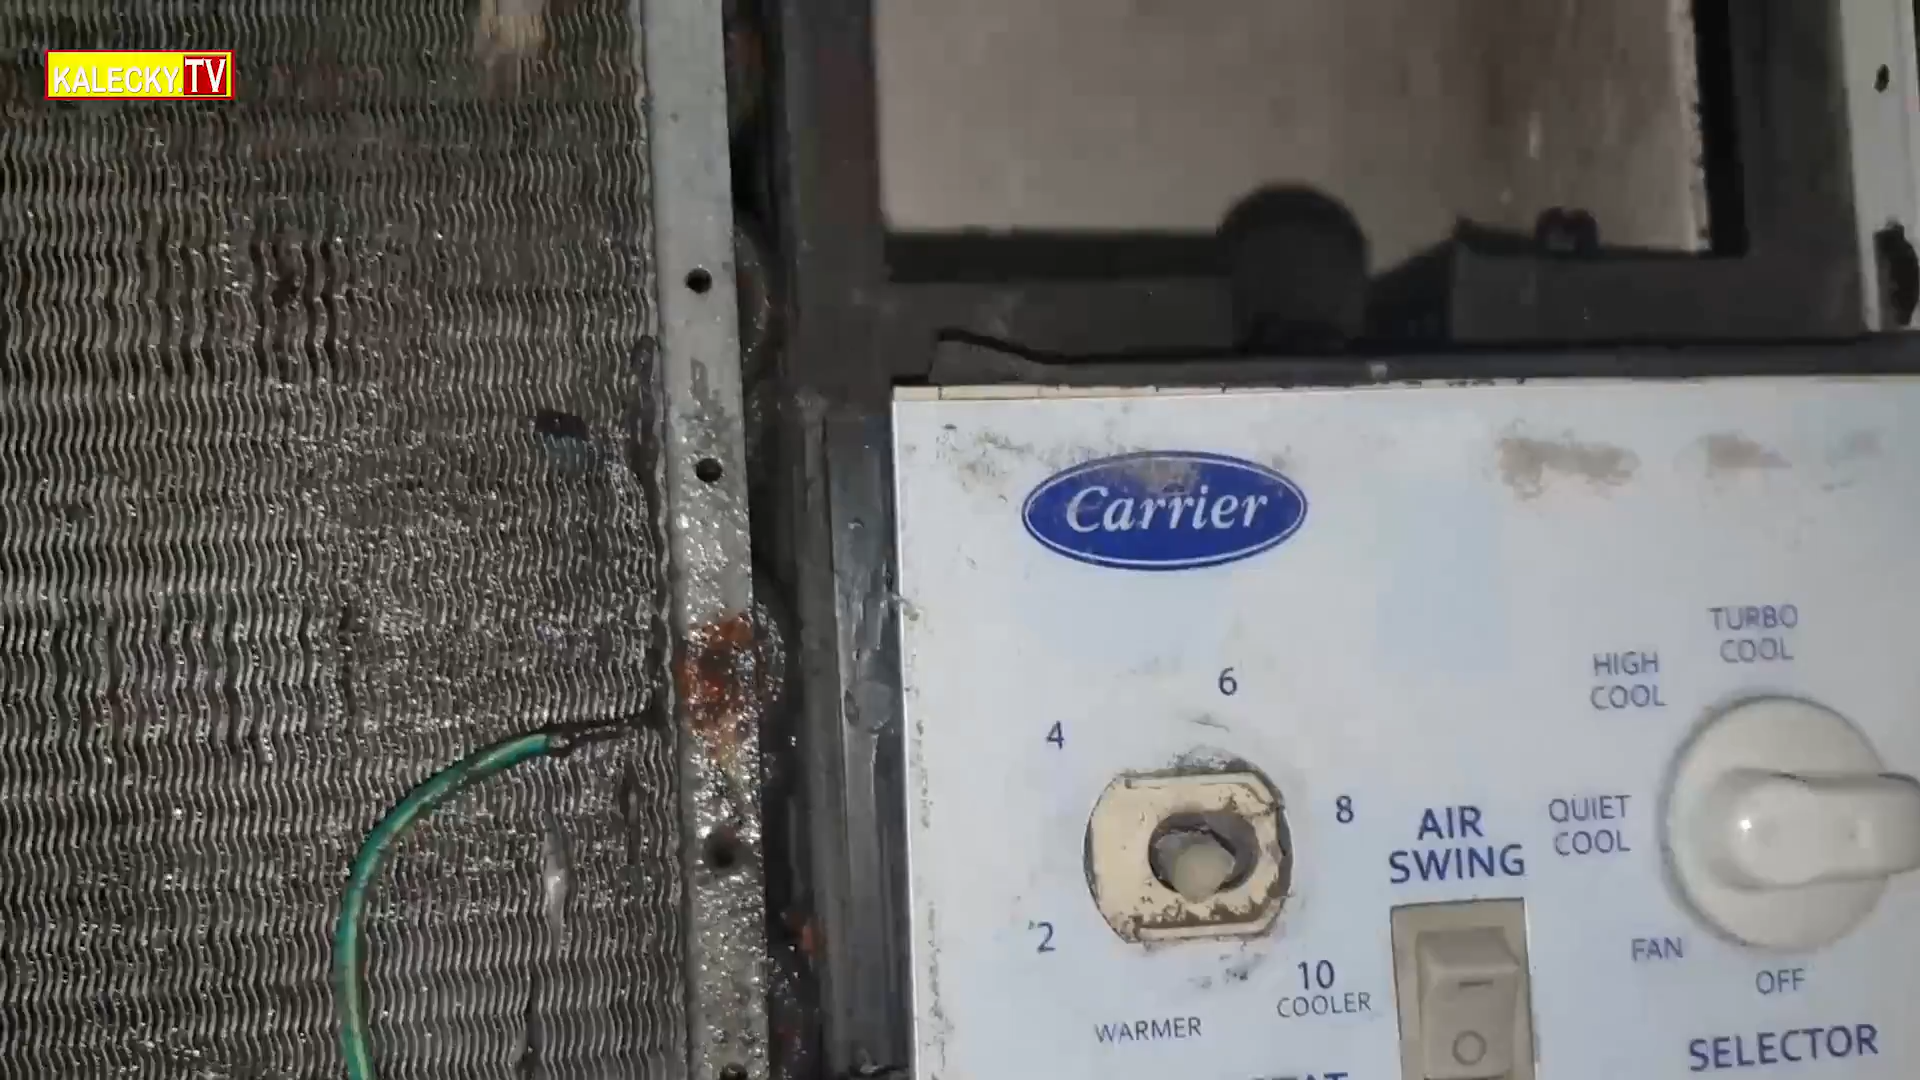 KALECKY.TV
Carrier
TURBO
COOL
HIGH
COOL
6
4
8
AIR
SWING
QUIET
COOL
2
10
COOLER
WARMER
FAN
OFF
SELECTOR